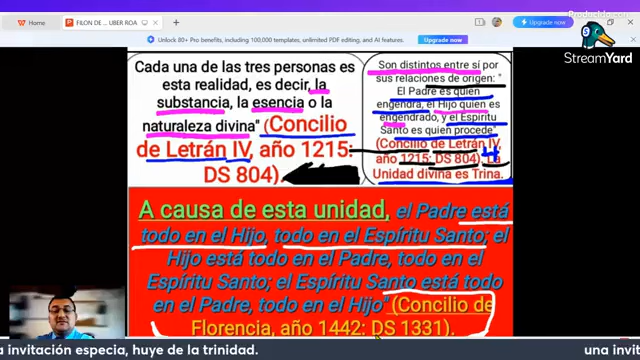 Producido con
Home
FILON DE ... UBER ROA
Upgrade now
StreamYard
Unlock 80+ Pro benefits, including 100,000 templates, unlimited PDF editing, and AI features.
Upgrade now
Cada una de las tres personas es
esta realidad, es decir, la
substancia, la esencia o la
naturaleza divina" (Concilio
de Letrán IV, año 1215:
DS 804).
Son distintos entre sí por
sus relaciones de origen: "
El Padre es quien
engendra, el Hijo quien es
engendrado, y el Espíritu
Santo es quien procede"
(Concilio de Letrán IV, 4
año 1215: DS 804). La
Unidad divina es Trina.
A causa de esta unidad, el Padre está
todo en el Hijo, todo en el Espíritu Santo; el
Hijo está todo en el Padre, todo en el
Espíritu Santo; el Espíritu Santo está todo
en el Padre, todo en el Hijo" (Concilio de
Florencia, año 1442: DS 1331).
a invitación especia, huye de la trinidad.
una invit